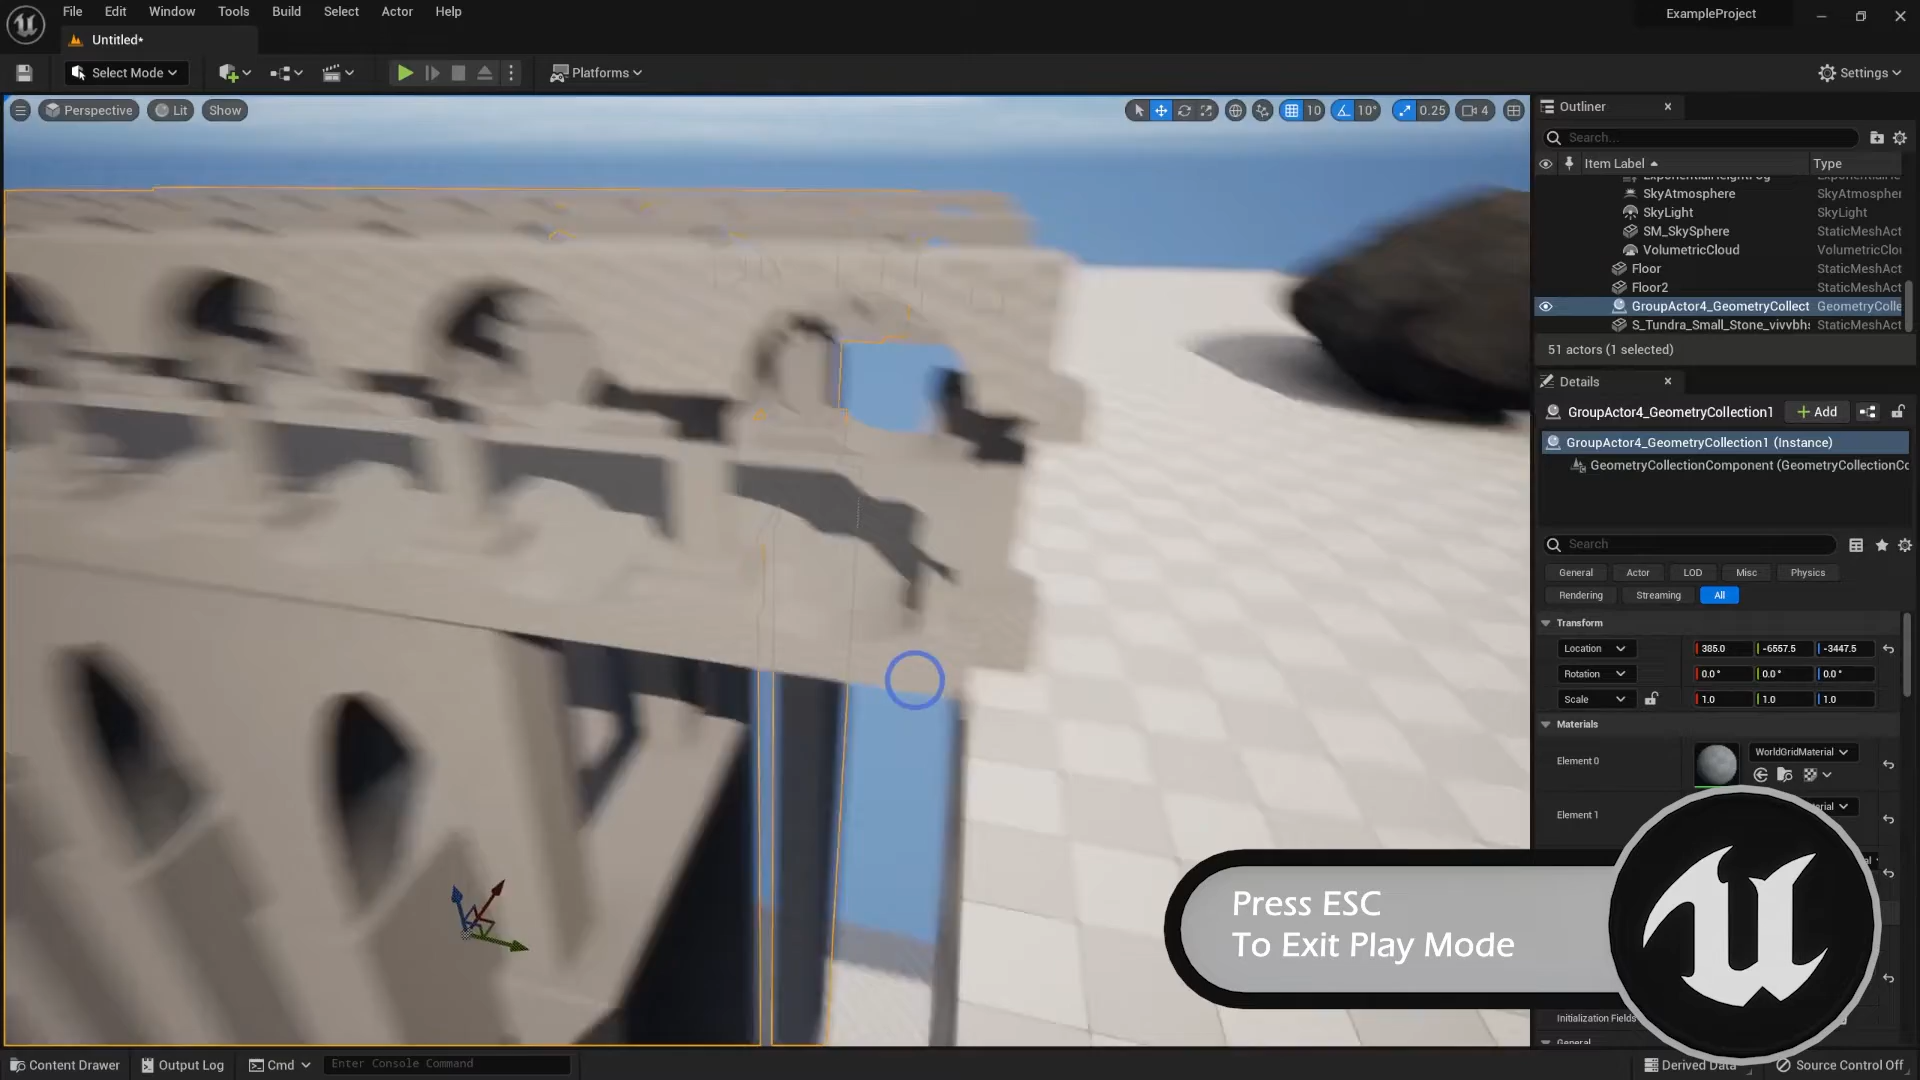 File Edit Window Tools Build Select Actor Help
ExampleProject
Untitled*
Select Mode
Platforms
Settings
Perspective Lit Show
10 10° 0.25 4
Outliner
Search...
Item Label Type
SkyAtmosphere SkyAtmospher
SkyLight SkyLight
SM_SkySphere StaticMeshAct
VolumetricCloud VolumetricClou
Floor StaticMeshAct
Floor2 StaticMeshAct
GroupActor4_GeometryCollect GeometryColle
S_Tundra_Small_Stone_vivvbh StaticMeshAct
51 actors (1 selected)
Details
GroupActor4_GeometryCollection1 Add
GroupActor4_GeometryCollection1 (Instance)
GeometryCollectionComponent (GeometryCollectionCo
Search
General Actor LOD Misc Physics
Rendering Streaming All
Transform
Location 385.0 -6557.5 -3447.5
Rotation 0.0° 0.0° 0.0°
Scale 1.0 1.0 1.0
Materials
Element 0 WorldGridMaterial
Element 1
Press ESC
To Exit Play Mode
Initialization Fields
General
Content Drawer Output Log Cmd Enter Console Command
Derived Data Source Control Off